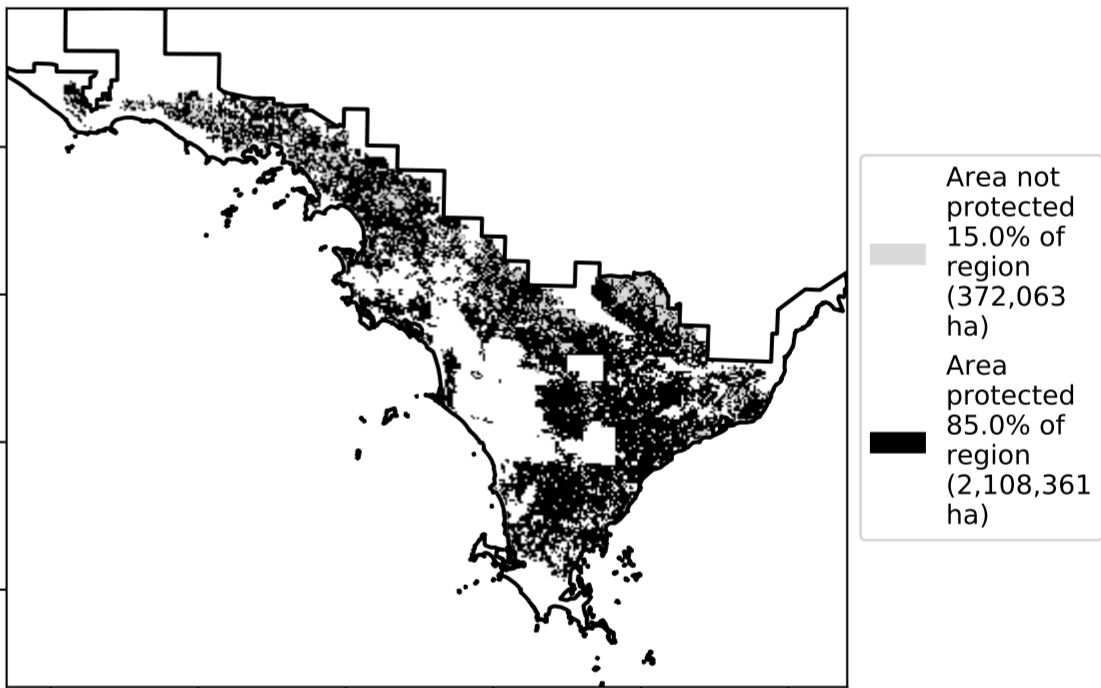 Area not
protected
15.0% of
region
(372,063
ha)
Area
protected
85.0% of
region
(2,108,361
ha)